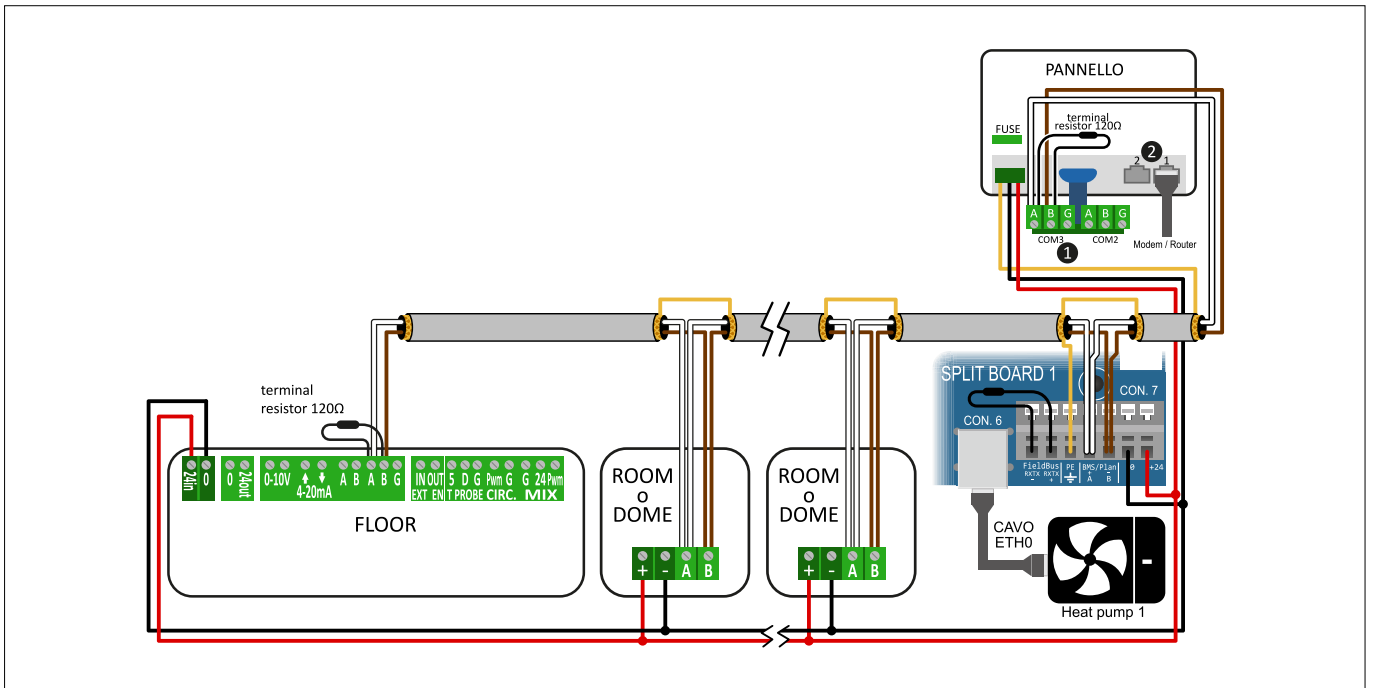 PANNELLO
FUSE
terminal
resistor 120Ω
2
2 1
A B G A B G
COM3 COM2
1
Modem / Router
SPLIT BOARD 1
CON. 7
CON. 6
FieldBus PE BMS/Plan 0 +24
RXTX RXTX + -
- + A B
CAVO
ETH0
Heat pump 1
terminal
resistor 120Ω
24in 0 0 24out 0-10V 4-20mA A B A B G
IN OUT 5 D G Pwm G G 24 Pwm
EXT EN T PROBE CIRC. MIX
FLOOR
ROOM
o
DOME
+ - A B
ROOM
o
DOME
+ - A B